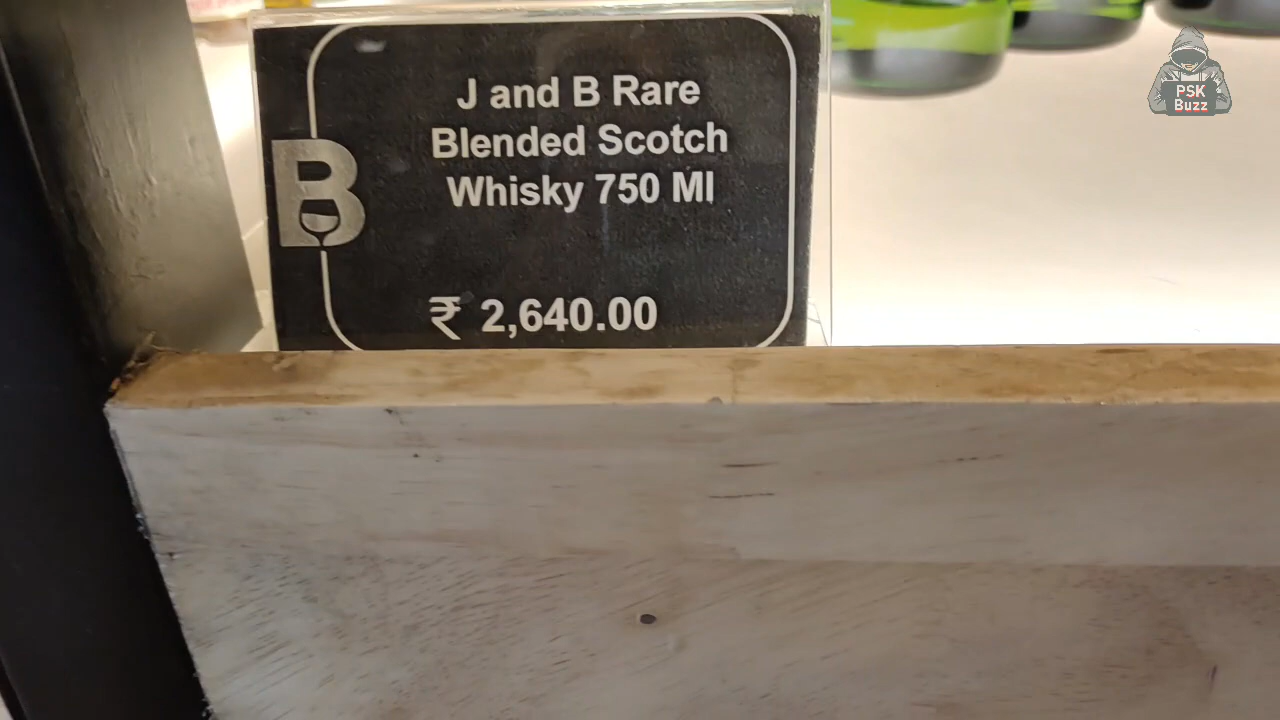 J and B Rare
Blended Scotch
Whisky 750 Ml
B
₹ 2,640.00
PSK
Buzz